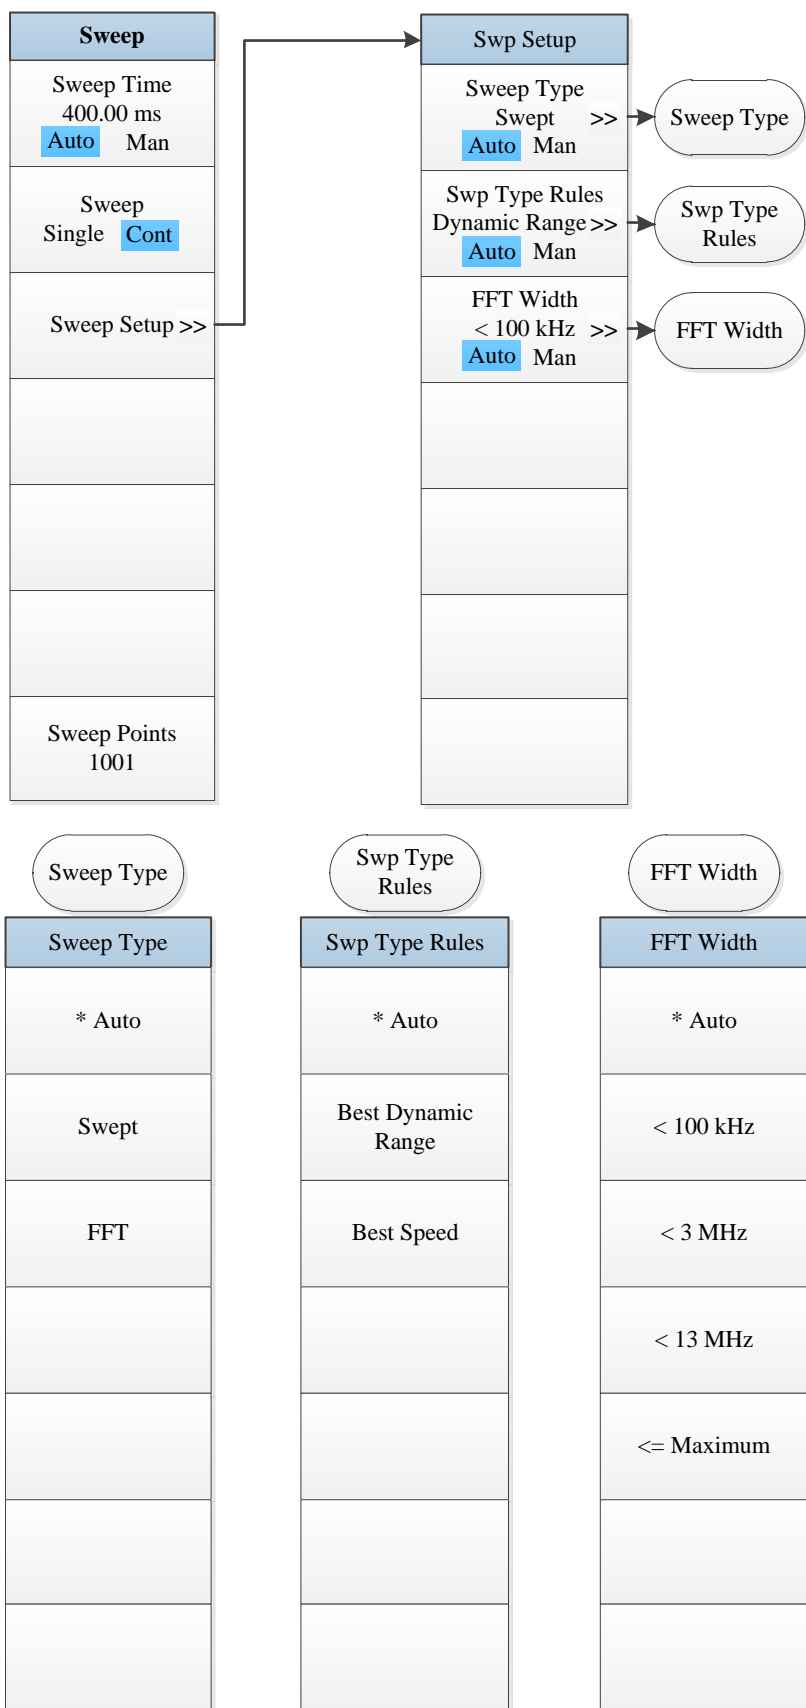 Sweep
Sweep Time
400.00 ms
Auto Man
Sweep
Single Cont
Sweep Setup >>
Sweep Points
1001
Swp Setup
Sweep Type
Swept >>
Auto Man
Swp Type Rules
Dynamic Range >>
Auto Man
FFT Width
< 100 kHz >>
Auto Man
Sweep Type
Swp Type
Rules
FFT Width
Sweep Type
Sweep Type
* Auto
Swept
FFT
Swp Type
Rules
Swp Type Rules
* Auto
Best Dynamic
Range
Best Speed
FFT Width
FFT Width
* Auto
< 100 kHz
< 3 MHz
< 13 MHz
<= Maximum